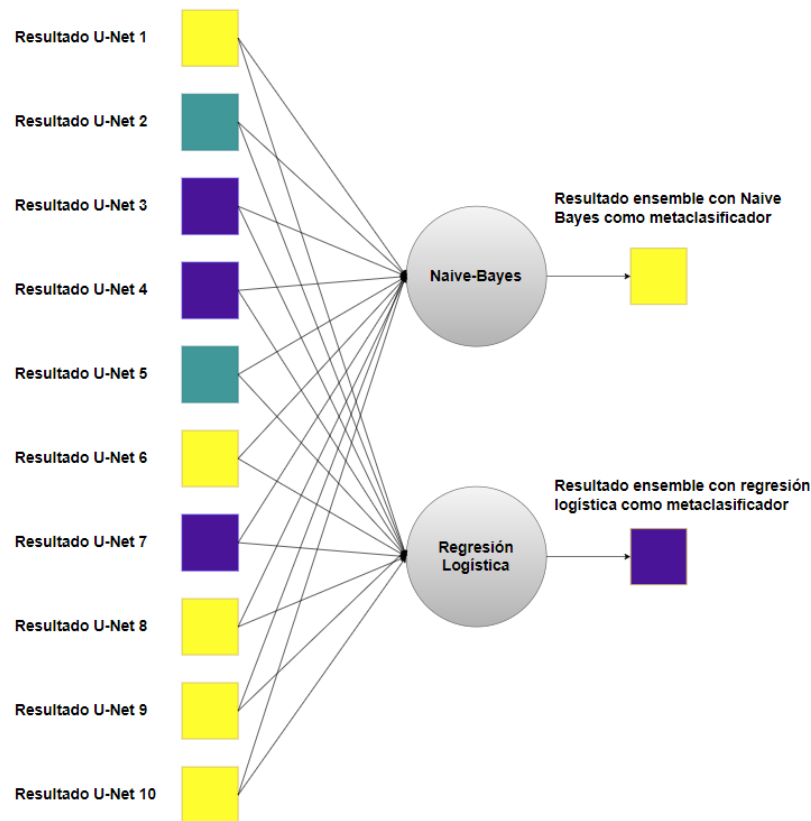 Resultado U-Net 1
Resultado U-Net 2
Resultado U-Net 3
Resultado U-Net 4
Resultado U-Net 5
Resultado U-Net 6
Resultado U-Net 7
Resultado U-Net 8
Resultado U-Net 9
Resultado U-Net 10
Naive-Bayes
Resultado ensemble con Naive
Bayes como metaclasificador
Regresión
Logística
Resultado ensemble con regresión
logística como metaclasificador